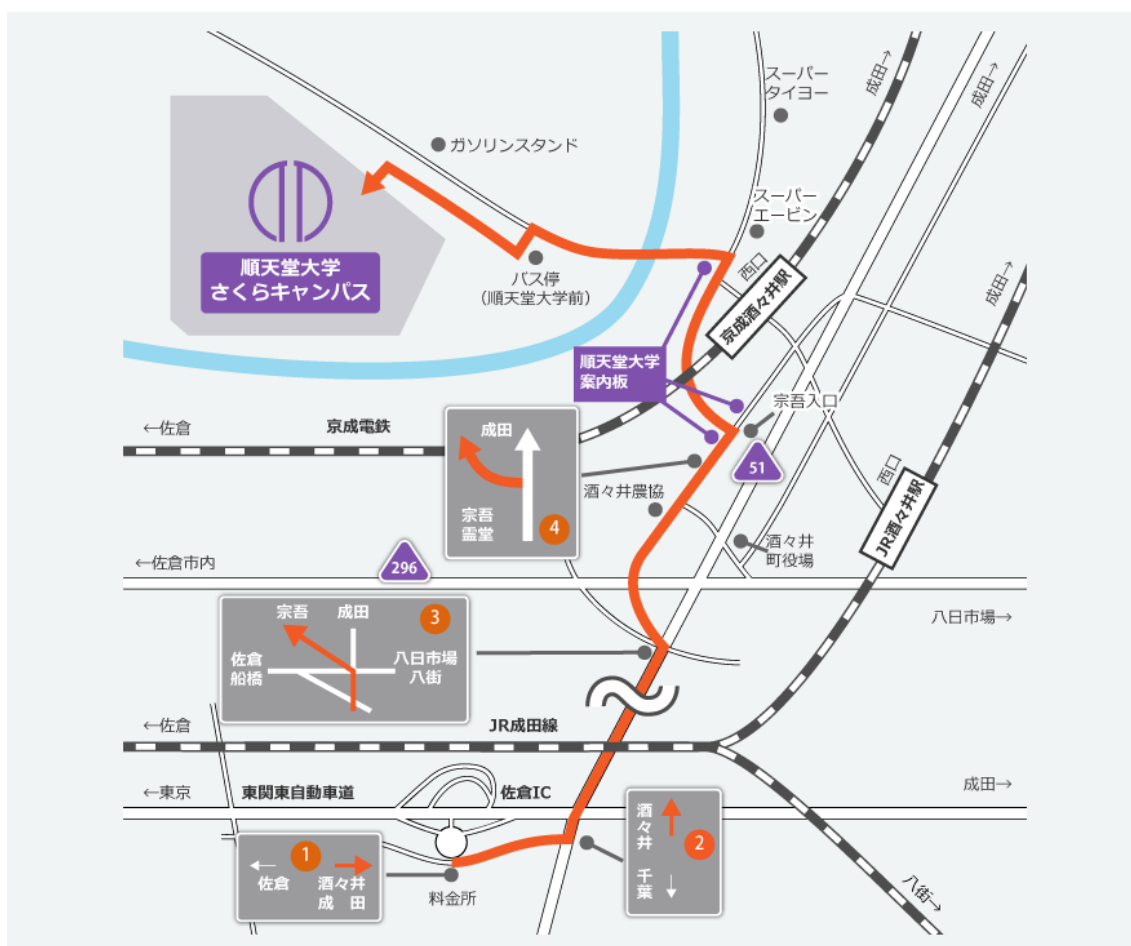 スーパー
タイヨー
成田→
成田→
ガソリンスタンド
スーパー
エービン
順天堂大学
さくらキャンパス
バス停
(順天堂大学前)
西口
京成酒々井駅
成田→
順天堂大学
案内板
宗吾入口
←佐倉
京成電鉄
成田
宗吾
霊堂
4
51
西口
JR酒々井駅
酒々井農協
酒々井
町役場
←佐倉市内
296
宗吾
成田
3
佐倉
船橋
八日市場
八街
八日市場→
←佐倉
JR成田線
←東京
東関東自動車道
佐倉IC
成田→
1
←
佐倉
酒々井
成田
料金所
酒々井
千葉
2
八街→